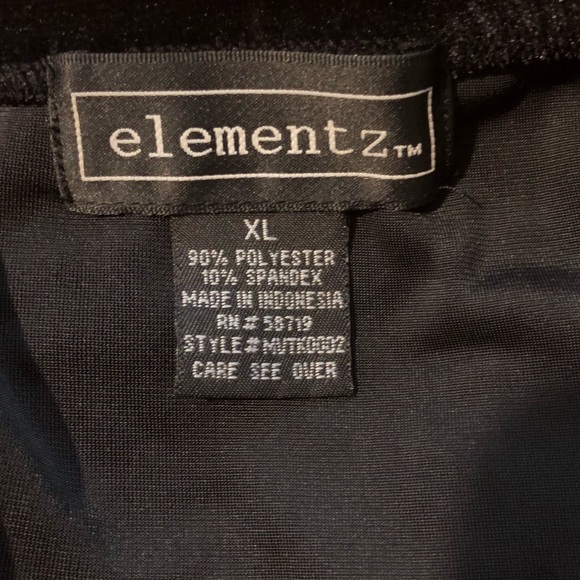 elementz™
XL
90% POLYESTER
10% SPANDEX
MADE IN INDONESIA
RN# 58719
STYLE# MUTK0002
CARE SEE OVER